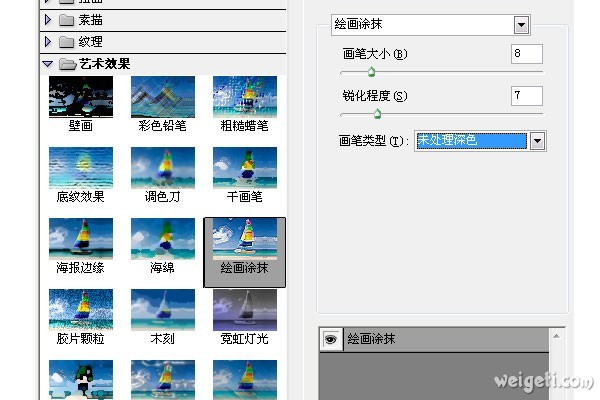 素描
纹理
艺术效果
壁画
彩色铅笔
粗糙蜡笔
底纹效果
调色刀
干画笔
海报边缘
海绵
绘画涂抹
胶片颗粒
木刻
霓虹灯光
绘画涂抹
画笔大小(B)
8
锐化程度(S)
7
画笔类型(T):
未处理深色
绘画涂抹
weigeti.com